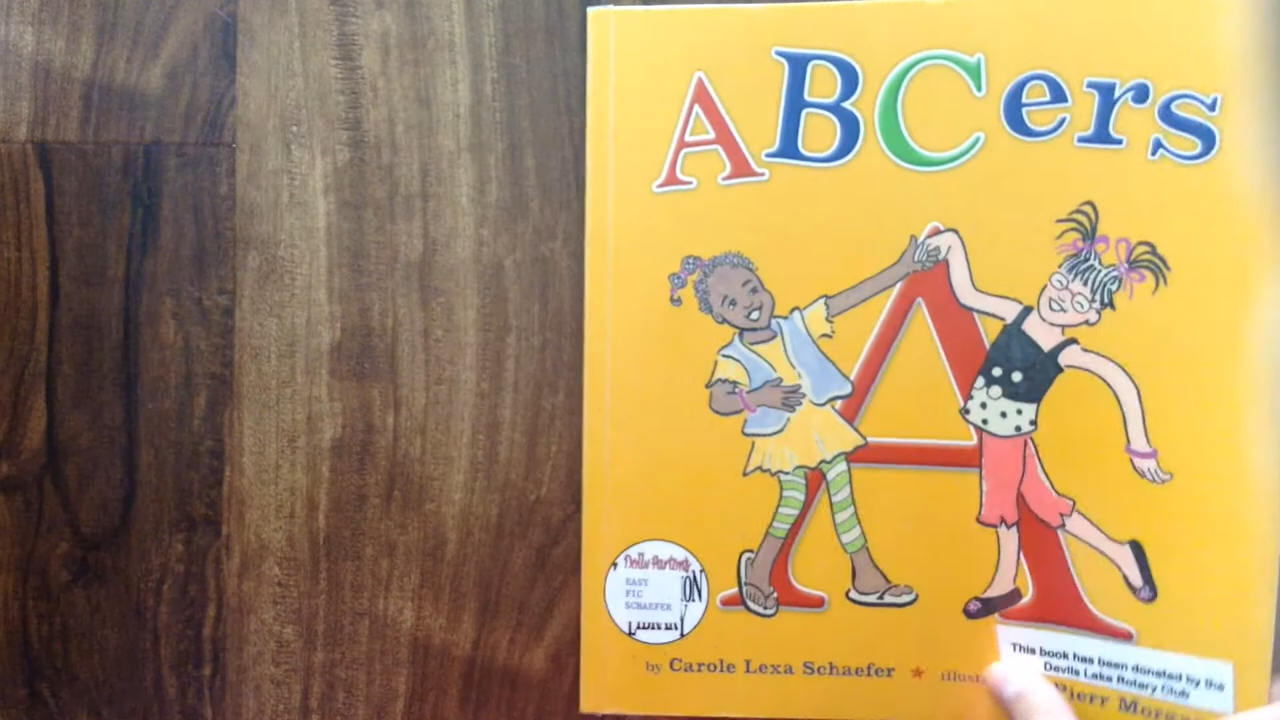 ABCers
Dolly Parton's
EASY
FIC
SCHAEFER
by Carole Lexa Schaefer
This book has been donated by the
Devils Lake Rotary Club
Pierr